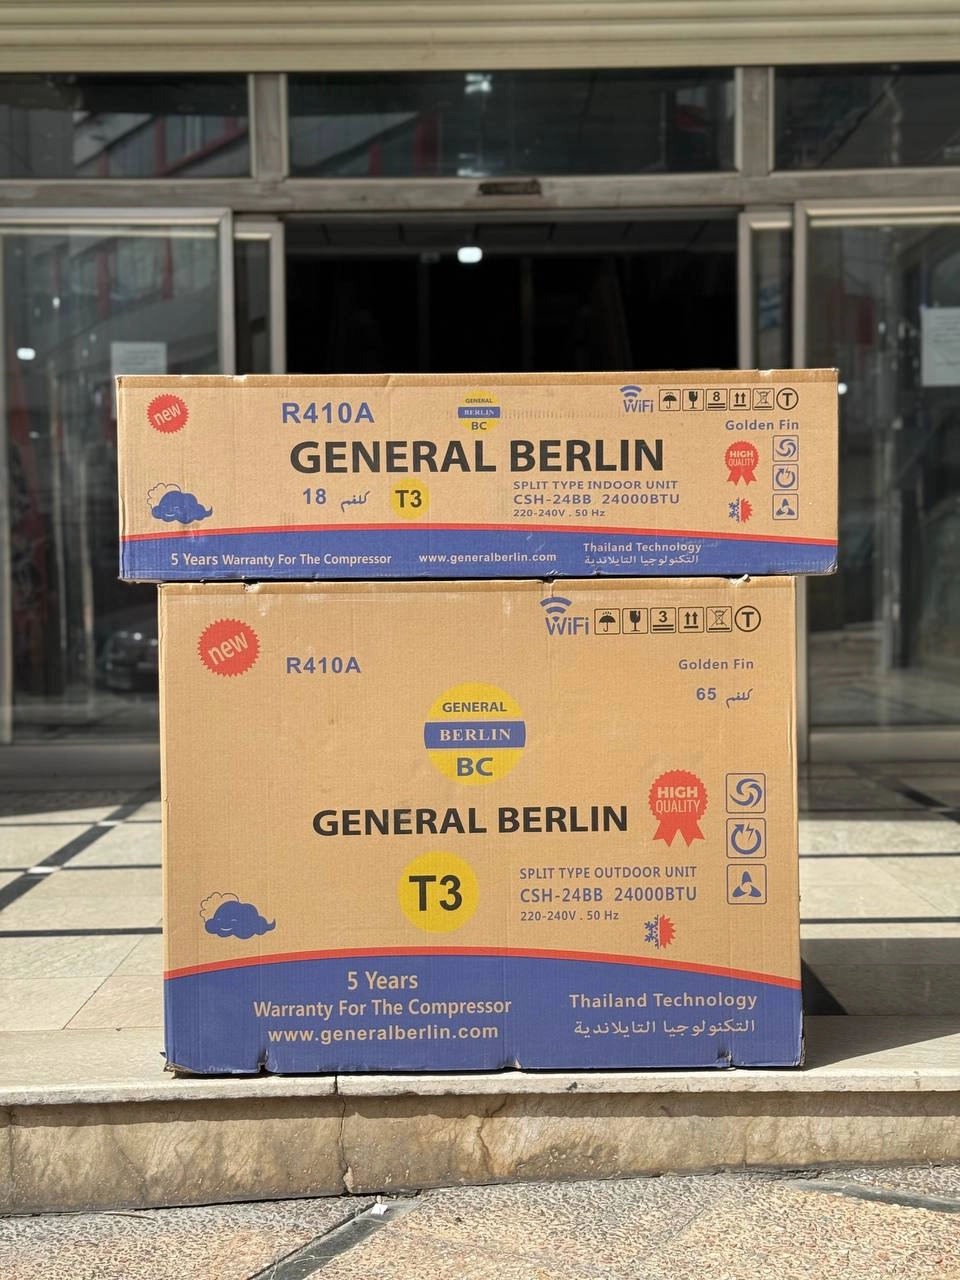 new
R410A
GENERAL
BERLIN
BC
WiFi
8
T
Golden Fin
GENERAL BERLIN
HIGH
QUALITY
18 كلغم
T3
SPLIT TYPE INDOOR UNIT
CSH-24BB 24000BTU
220-240V . 50 Hz
5 Years Warranty For The Compressor
www.generalberlin.com
Thailand Technology
التكنولوجيا التايلاندية
new
R410A
WiFi
3
T
Golden Fin
65 كلغم
GENERAL
BERLIN
BC
GENERAL BERLIN
HIGH
QUALITY
T3
SPLIT TYPE OUTDOOR UNIT
CSH-24BB 24000BTU
220-240V . 50 Hz
5 Years
Warranty For The Compressor
www.generalberlin.com
Thailand Technology
التكنولوجيا التايلاندية